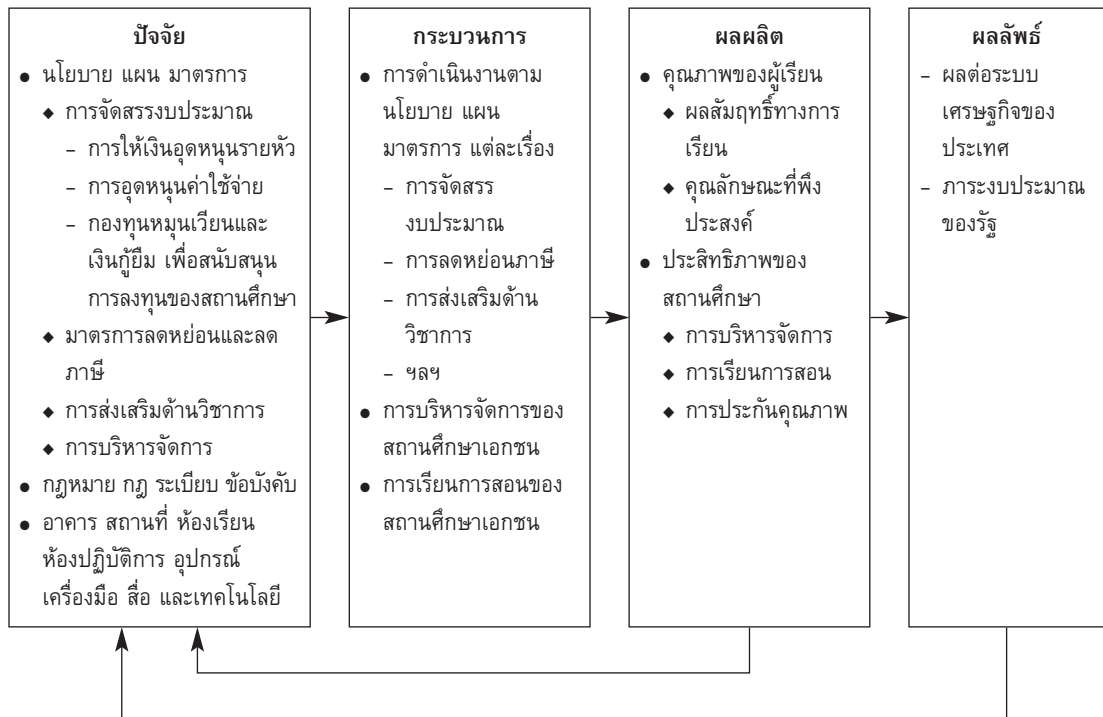 ปัจจัย
● นโยบาย แผน มาตรการ
◆ การจัดสรรงบประมาณ
– การให้เงินอุดหนุนรายหัว
– การอุดหนุนค่าใช้จ่าย
– กองทุนหมุนเวียนและ
เงินกู้ยืม เพื่อสนับสนุน
การลงทุนของสถานศึกษา
◆ มาตรการลดหย่อนและลด
ภาษี
◆ การส่งเสริมด้านวิชาการ
◆ การบริหารจัดการ
● กฎหมาย กฎ ระเบียบ ข้อบังคับ
● อาคาร สถานที่ ห้องเรียน
ห้องปฏิบัติการ อุปกรณ์
เครื่องมือ สื่อ และเทคโนโลยี
กระบวนการ
● การดำเนินงานตาม
นโยบาย แผน
มาตรการ แต่ละเรื่อง
– การจัดสรร
งบประมาณ
– การลดหย่อนภาษี
– การส่งเสริมด้าน
วิชาการ
– ฯลฯ
● การบริหารจัดการของ
สถานศึกษาเอกชน
● การเรียนการสอนของ
สถานศึกษาเอกชน
ผลผลิต
● คุณภาพของผู้เรียน
◆ ผลสัมฤทธิ์ทางการ
เรียน
◆ คุณลักษณะที่พึง
ประสงค์
● ประสิทธิภาพของ
สถานศึกษา
◆ การบริหารจัดการ
◆ การเรียนการสอน
◆ การประกันคุณภาพ
ผลลัพธ์
– ผลต่อระบบ
เศรษฐกิจของ
ประเทศ
– ภาระงบประมาณ
ของรัฐ